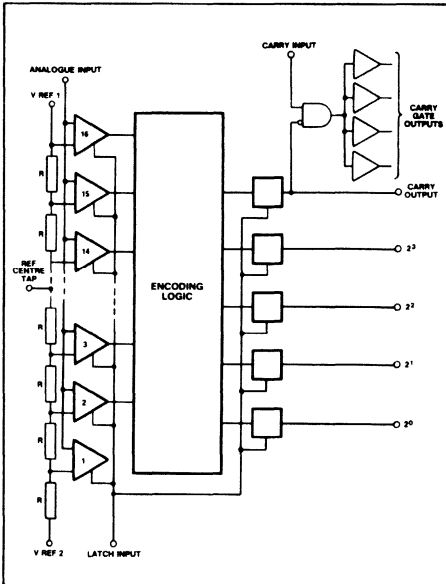 CARRY INPUT
ANALOGUE INPUT
V REF 1
CARRY
GATE
OUTPUTS
16
R
15
CARRY
OUTPUT
R
14
2³
REF
CENTRE
TAP
ENCODING
LOGIC
2²
R
3
2¹
R
2
2⁰
R
1
R
V REF 2
LATCH INPUT